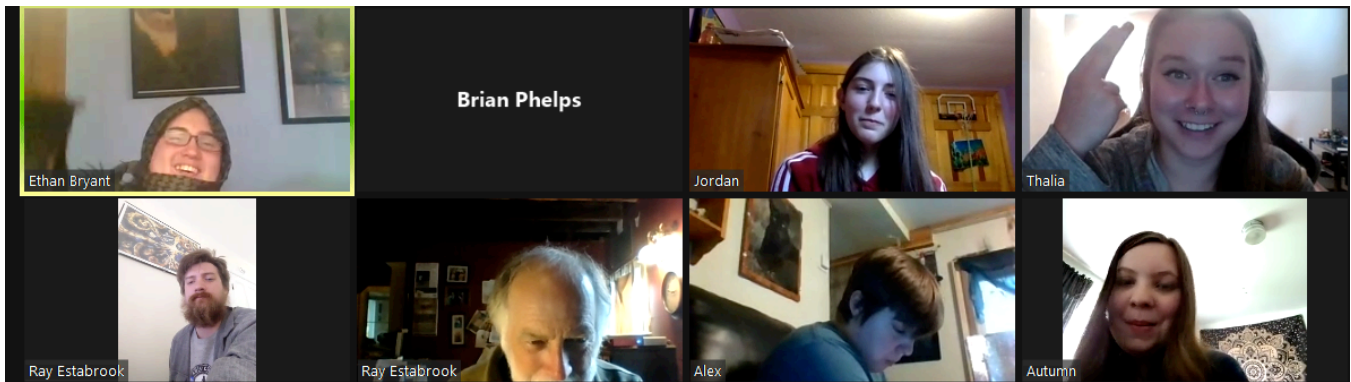 Brian Phelps
Ethan Bryant
Jordan
Thalia
Ray Estabrook
Ray Estabrook
Alex
Autumn